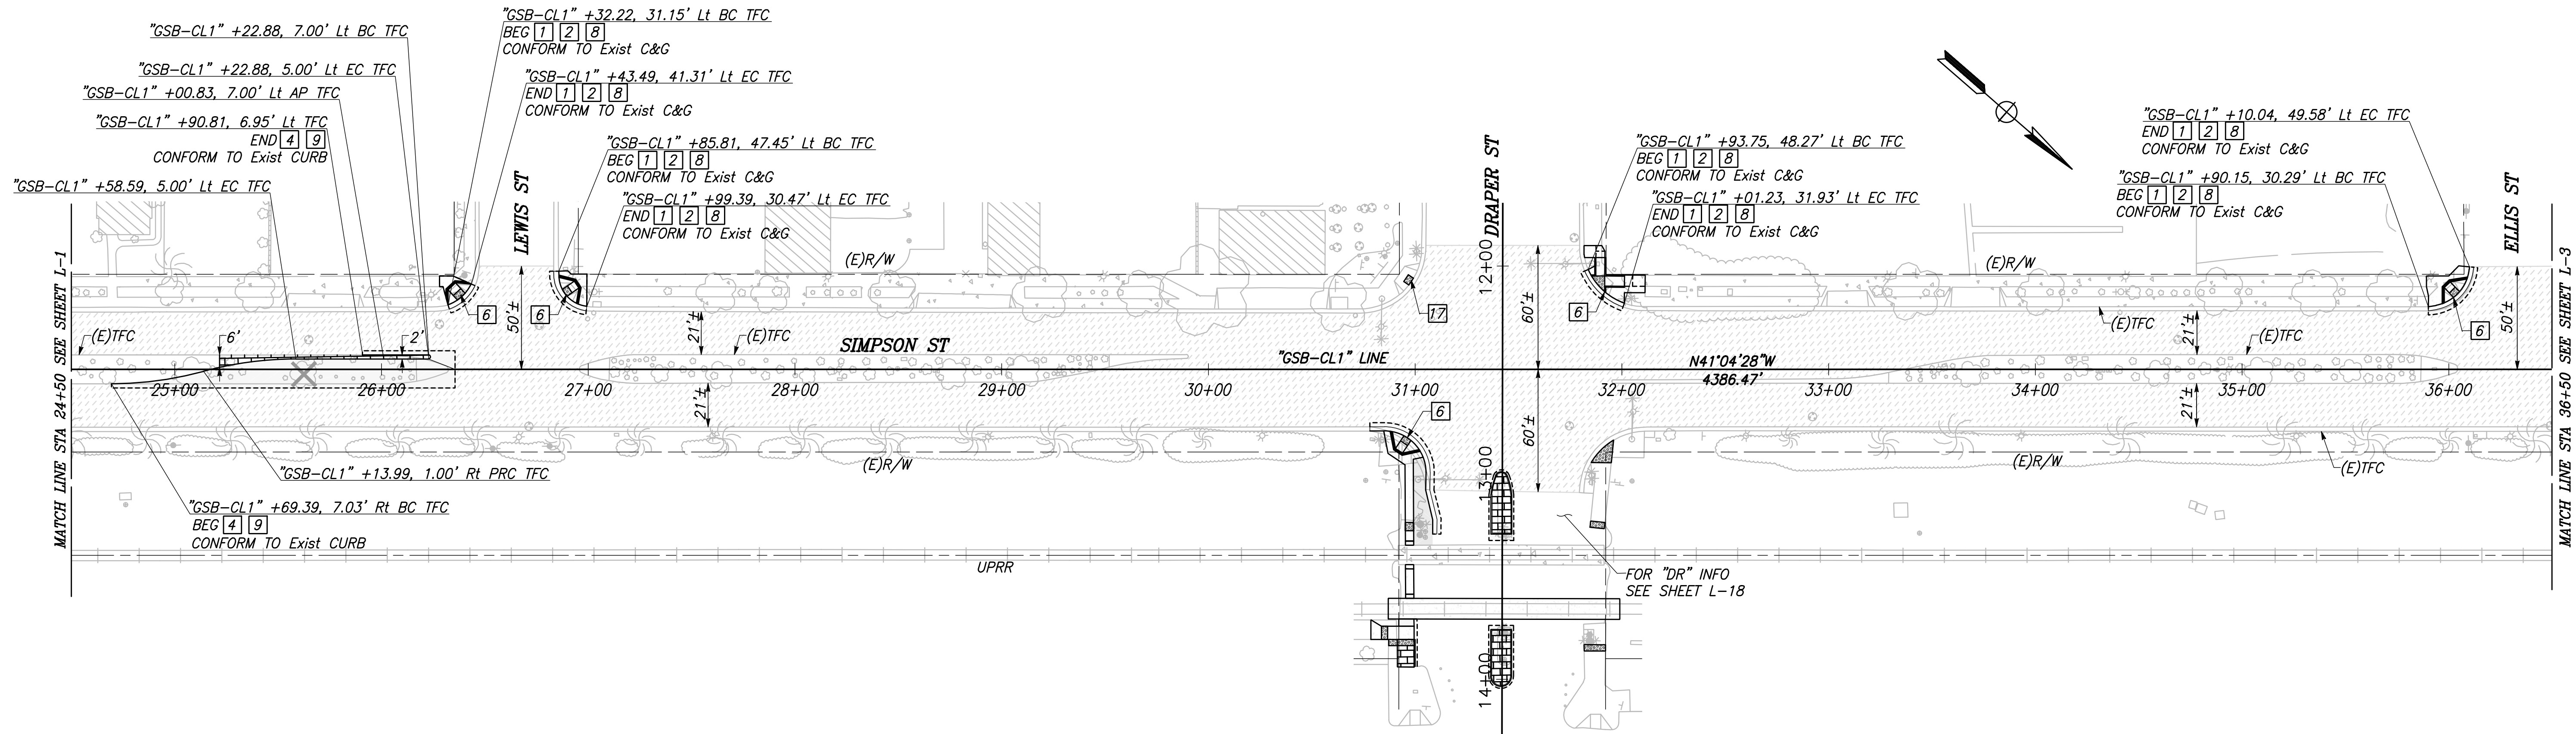 "GSB-CL1" +22.88, 7.00' Lt BC TFC
"GSB-CL1" +22.88, 5.00' Lt EC TFC
"GSB-CL1" +00.83, 7.00' Lt AP TFC
"GSB-CL1" +90.81, 6.95' Lt TFC
END 4 9
CONFORM TO Exist CURB
"GSB-CL1" +58.59, 5.00' Lt EC TFC
"GSB-CL1" +32.22, 31.15' Lt BC TFC
BEG 1 2 8
CONFORM TO Exist C&G
"GSB-CL1" +43.49, 41.31' Lt EC TFC
END 1 2 8
CONFORM TO Exist C&G
"GSB-CL1" +85.81, 47.45' Lt BC TFC
BEG 1 2 8
CONFORM TO Exist C&G
"GSB-CL1" +99.39, 30.47' Lt EC TFC
END 1 2 8
CONFORM TO Exist C&G
"GSB-CL1" +93.75, 48.27' Lt BC TFC
BEG 1 2 8
CONFORM TO Exist C&G
"GSB-CL1" +01.23, 31.93' Lt EC TFC
END 1 2 8
CONFORM TO Exist C&G
"GSB-CL1" +10.04, 49.58' Lt EC TFC
END 1 2 8
CONFORM TO Exist C&G
"GSB-CL1" +90.15, 30.29' Lt BC TFC
BEG 1 2 8
CONFORM TO Exist C&G
LEWIS ST
DRAPER ST
ELLIS ST
MATCH LINE STA 24+50 SEE SHEET L-1
(E)R/W
(E)R/W
12+00
6
6
17
6
6
50'±
60'±
50'±
(E)TFC
6'
2'
21'±
(E)TFC
SIMPSON ST
"GSB-CL1" LINE
N41°04'28"W
4386.47'
(E)TFC
21'±
(E)TFC
25+00
26+00
27+00
28+00
29+00
30+00
31+00
32+00
33+00
34+00
35+00
36+00
21'±
6
60'±
21'±
(E)R/W
(E)R/W
(E)TFC
13+00
"GSB-CL1" +13.99, 1.00' Rt PRC TFC
"GSB-CL1" +69.39, 7.03' Rt BC TFC
BEG 4 9
CONFORM TO Exist CURB
UPRR
FOR "DR" INFO
SEE SHEET L-18
14+00
MATCH LINE STA 36+50 SEE SHEET L-3